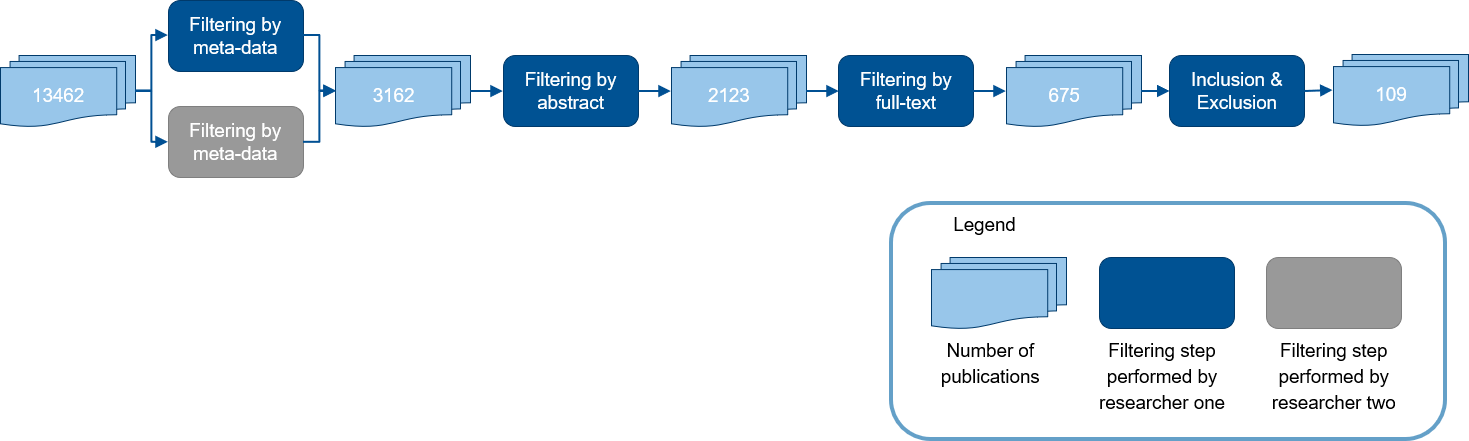 13462
Filtering by
meta-data
Filtering by
meta-data
3162
Filtering by
abstract
2123
Filtering by
full-text
675
Inclusion &
Exclusion
109
Legend
Number of
publications
Filtering step
performed by
researcher one
Filtering step
performed by
researcher two